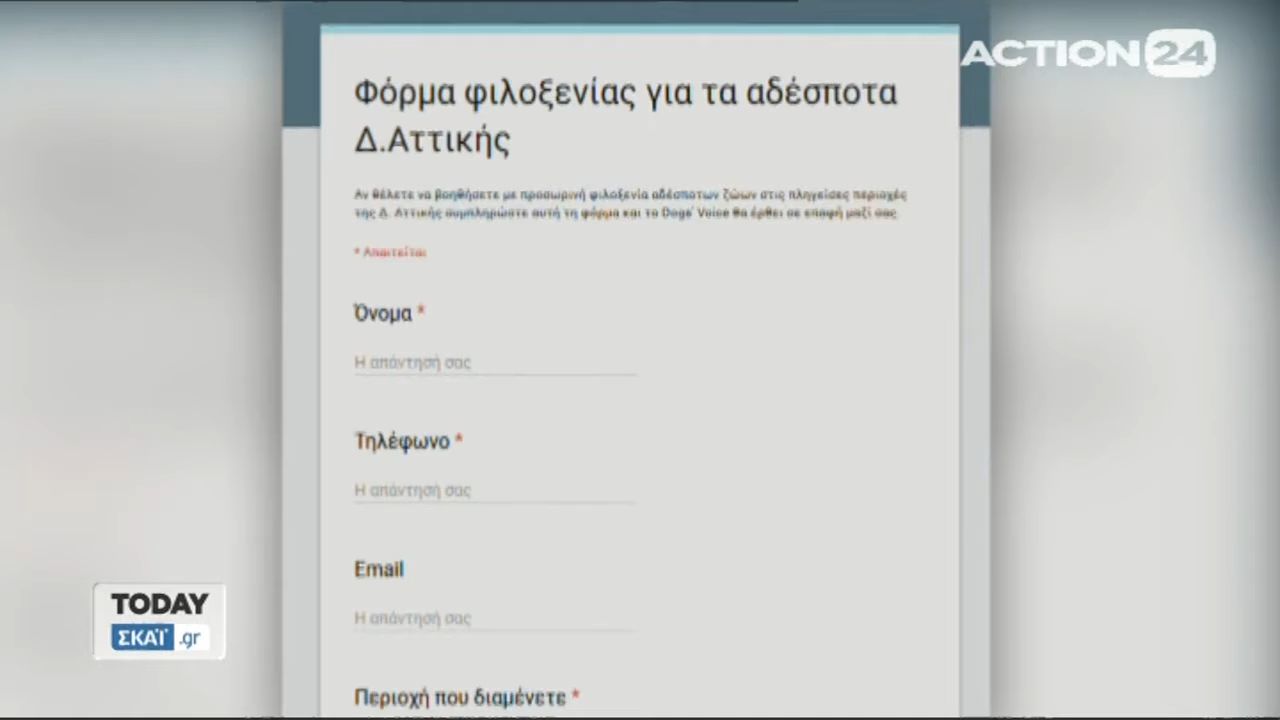 ACTION 24
Φόρμα φιλοξενίας για τα αδέσποτα
Δ.Αττικής
Αν θέλετε να βοηθήσετε με προσωρινή φιλοξενία αδέσποτων ζώων στις πληγείσες περιοχές
της Δ. Αττικής συμπληρώστε αυτή τη φόρμα και το Dogs' Voice θα έρθει σε επαφή μαζί σας
* Απαιτείται
Όνομα *
Η απάντησή σας
Τηλέφωνο *
Η απάντησή σας
Email
Η απάντησή σας
Περιοχή που διαμένετε *
TODAY
ΣΚΑΪ .gr